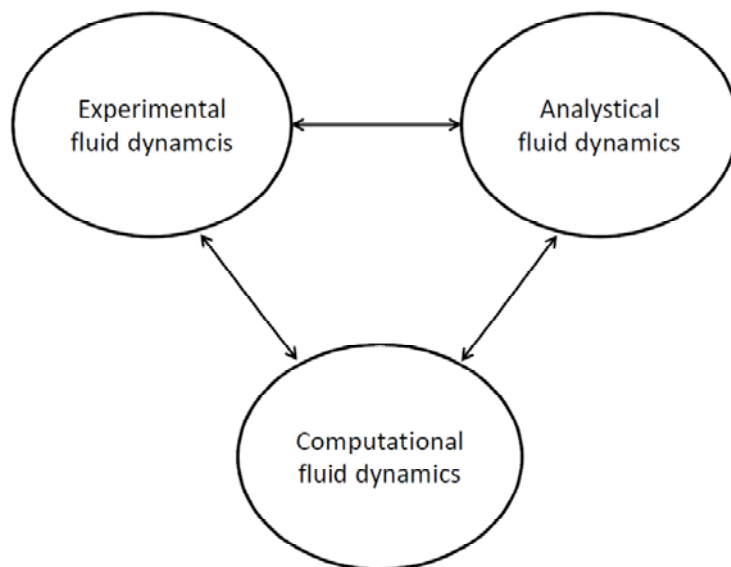 Experimental
fluid dynamcis
Analystical
fluid dynamics
Computational
fluid dynamics